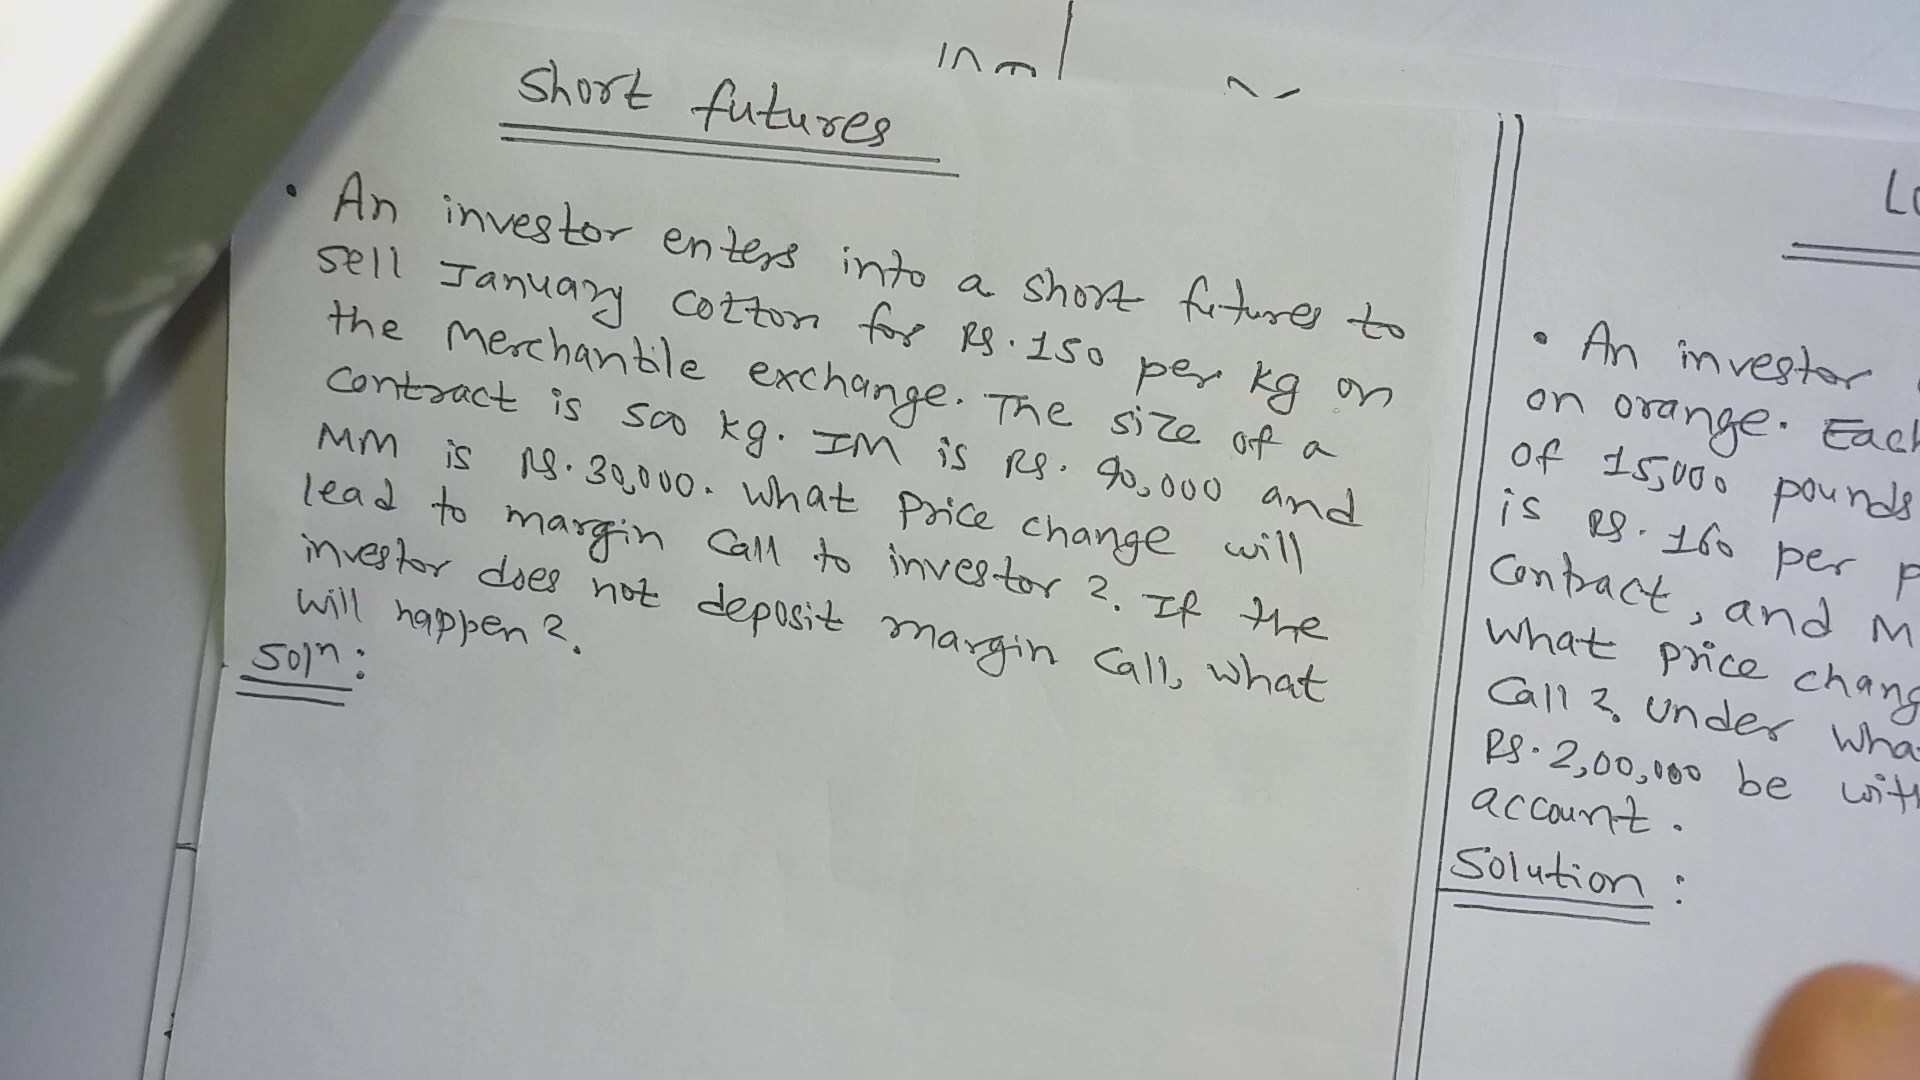 Short futures
• An investor enters into a short futures to
sell January cotton for Rs. 150 per kg on
the Merchantile exchange. The size of a
contract is 500 kg. IM is Rs. 40,000 and
MM is Rs. 30,000. What price change will
lead to margin call to investor?. If the
investor does not deposit margin call, what
will happen?.
Soln:
• An investor
on orange. Each
of 15,000 pounds
is Rs. 160 per p
contract, and M
What price chang
call?. Under wha
Rs. 2,00,000 be with
account.
Solution: